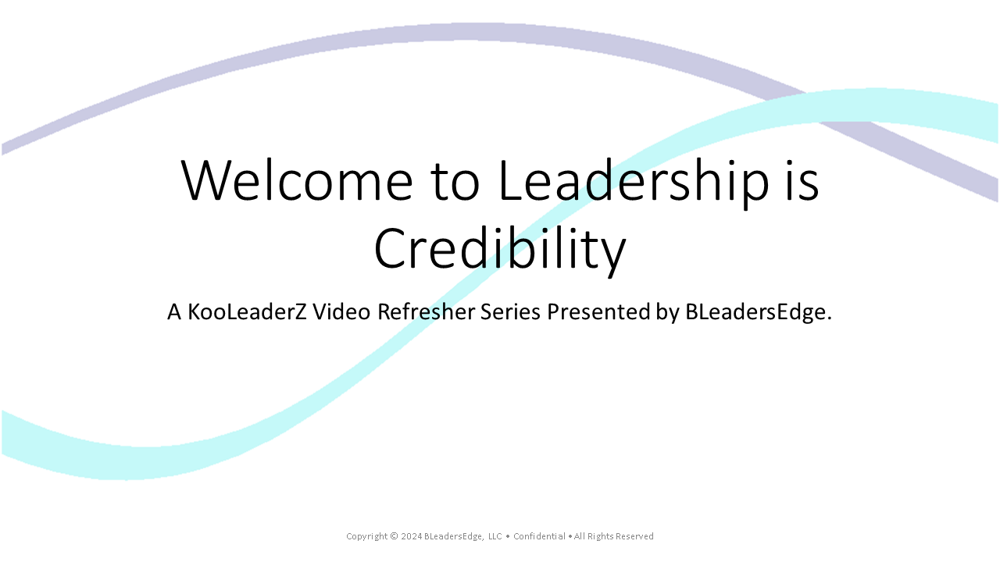 Welcome to Leadership is
Credibility
A KooLeaderZ Video Refresher Series Presented by BLeadersEdge.
Copyright © 2024 BLeadersEdge, LLC • Confidential • All Rights Reserved